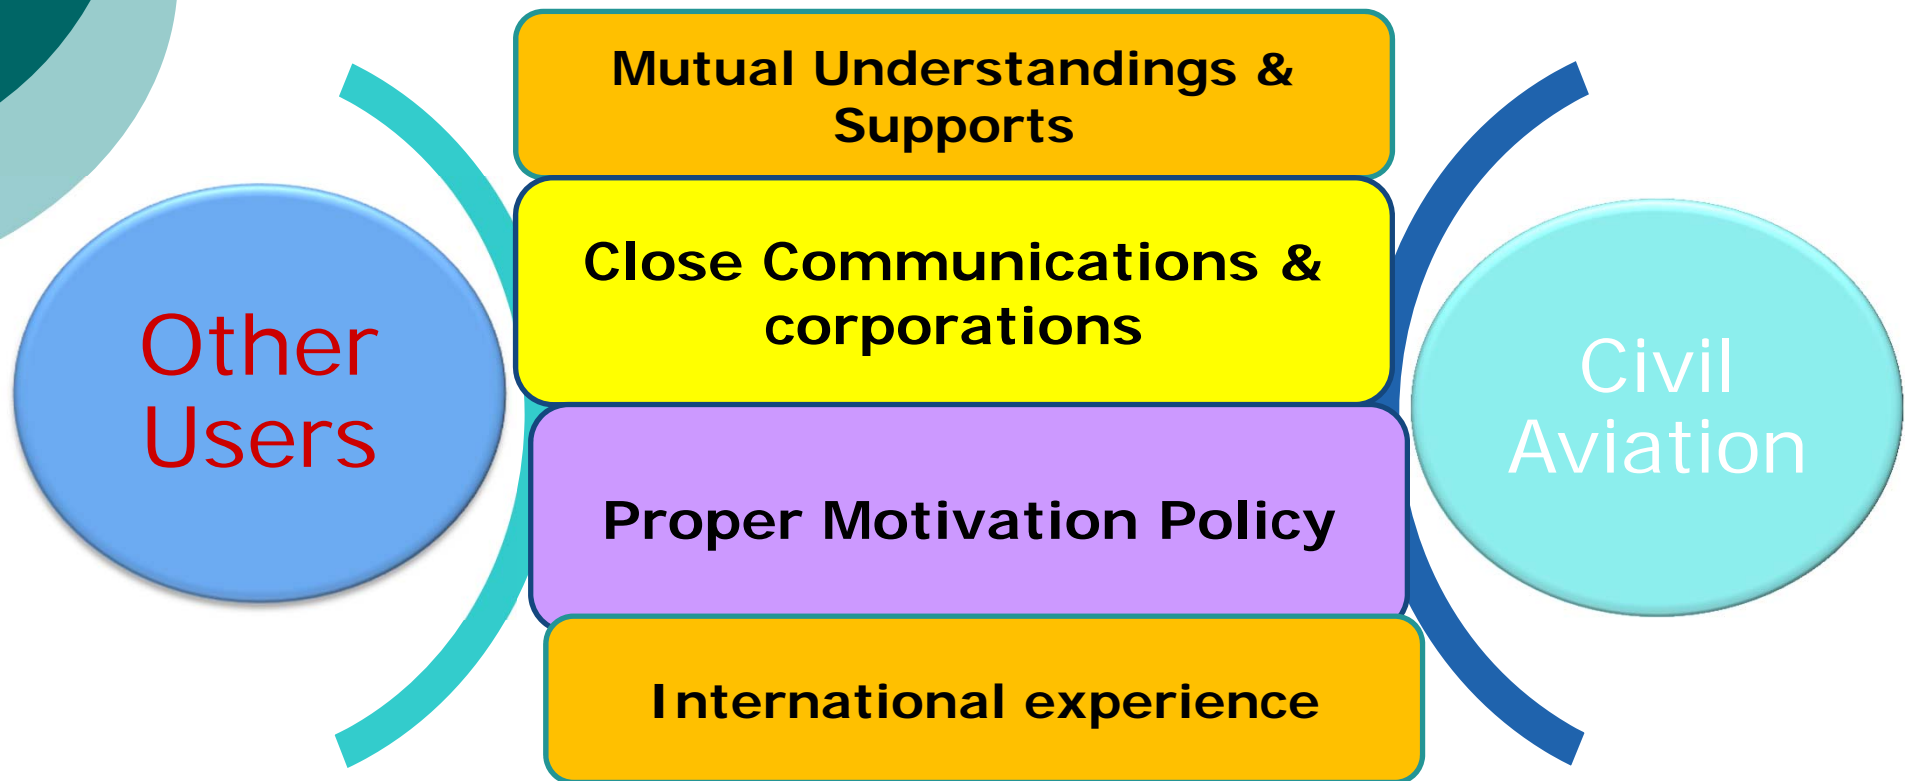 Mutual Understandings &
Supports
Close Communications &
corporations
Other
Users
Civil
Aviation
Proper Motivation Policy
International experience